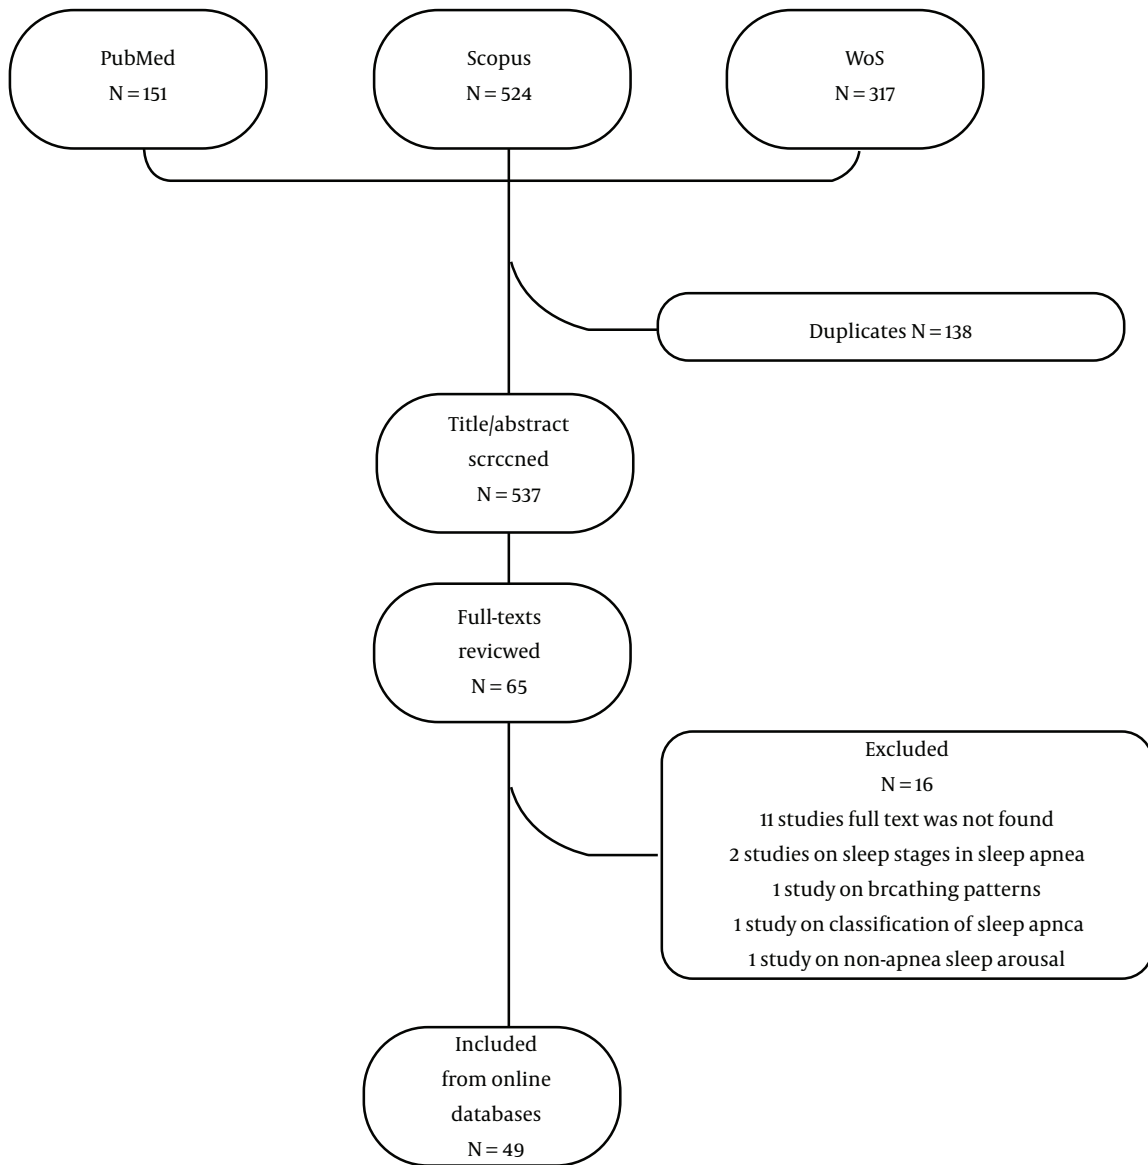 PubMed
N = 151
Scopus
N = 524
WoS
N = 317
Duplicates N = 138
Title/abstract
scrccned
N = 537
Full-texts
revicwed
N = 65
Excluded
N = 16
11 studies full text was not found
2 studies on sleep stages in sleep apnea
1 study on brcathing patterns
1 study on classification of sleep apnca
1 study on non-apnea sleep arousal
Included
from online
databases
N = 49